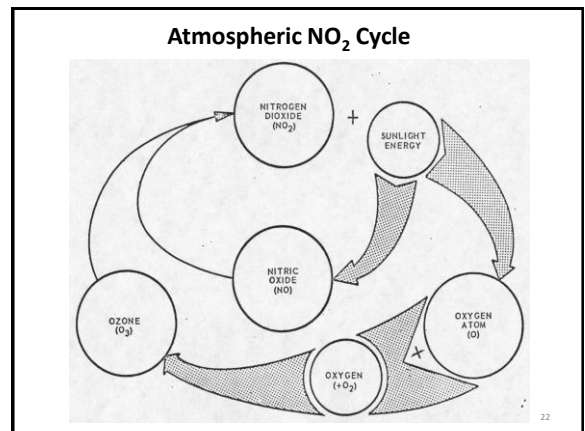 Atmospheric NO₂ Cycle
NITROGEN
DIOXIDE
(NO₂)
+
SUNLIGHT
ENERGY
NITRIC
OXIDE
(NO)
OZONE
(O₃)
OXYGEN
ATOM
(O)
+
OXYGEN
(+O₂)
22